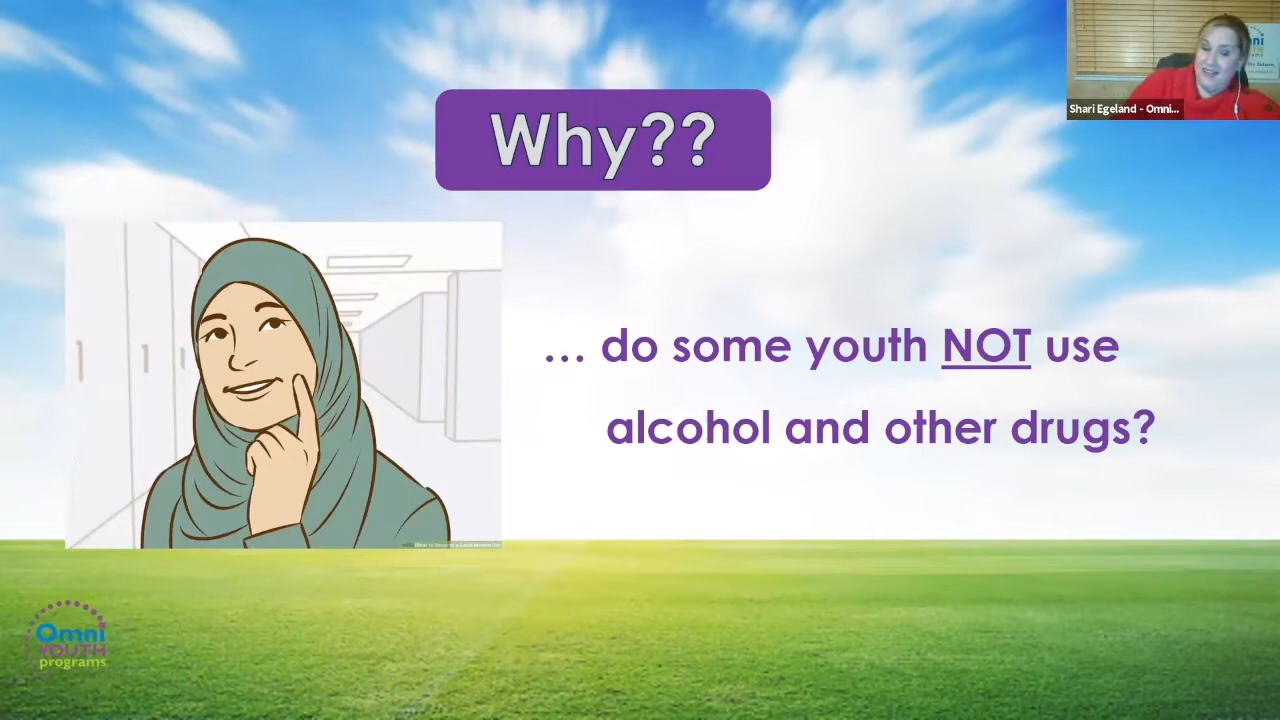 Why??
Shari Egeland - Omni...
... do some youth NOT use
alcohol and other drugs?
Omni
YOUTH
programs